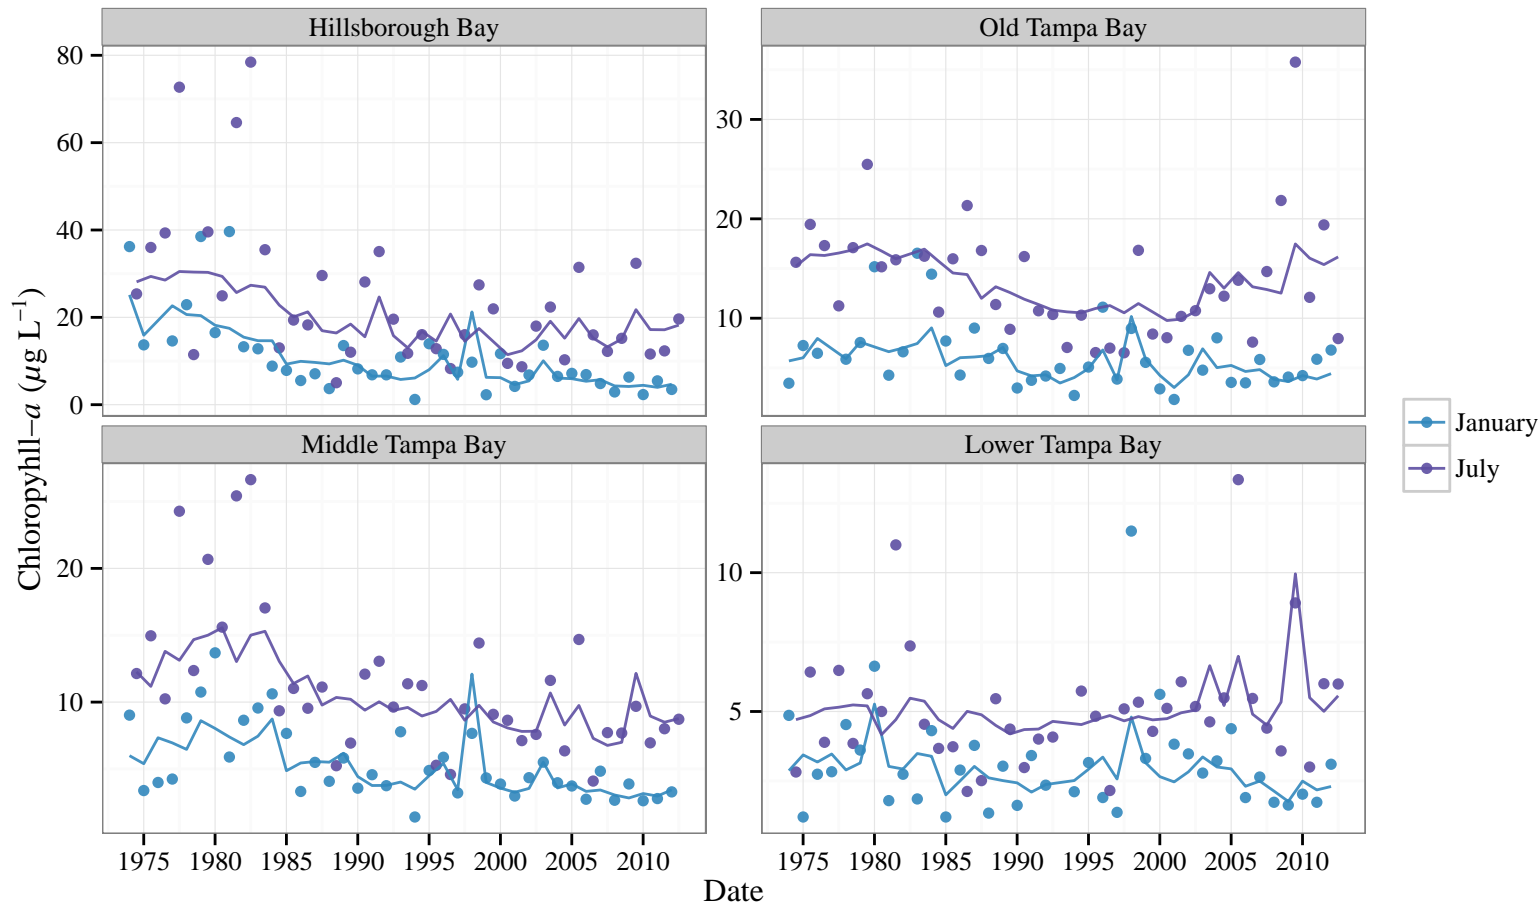 Hillsborough Bay
Old Tampa Bay
80
60
40
20
0
30
20
10
Middle Tampa Bay
Lower Tampa Bay
20
10
10
5
1975 1980 1985 1990 1995 2000 2005 2010
1975 1980 1985 1990 1995 2000 2005 2010
Date
Chloropyhll−a (μg L⁻¹)
January
July